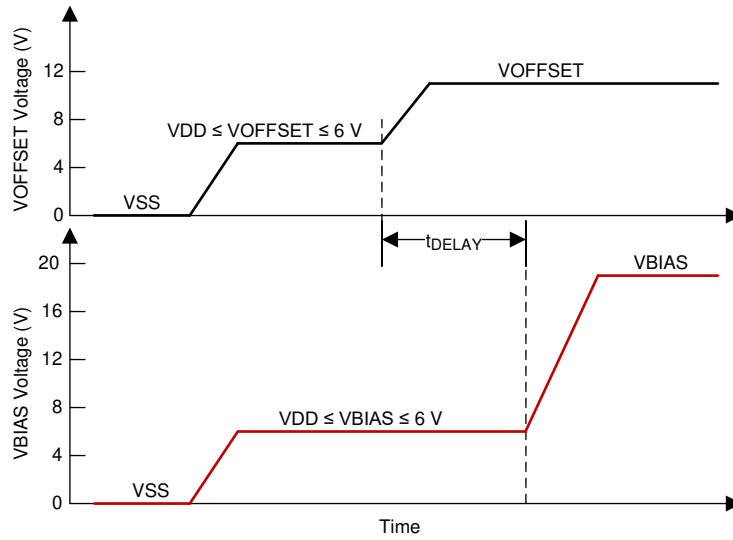 VOFFSET Voltage (V)
12
8
4
0
VOFFSET
VDD ≤ VOFFSET ≤ 6 V
VSS
tDELAY
VBIAS Voltage (V)
20
16
12
8
4
0
VBIAS
VDD ≤ VBIAS ≤ 6 V
VSS
Time